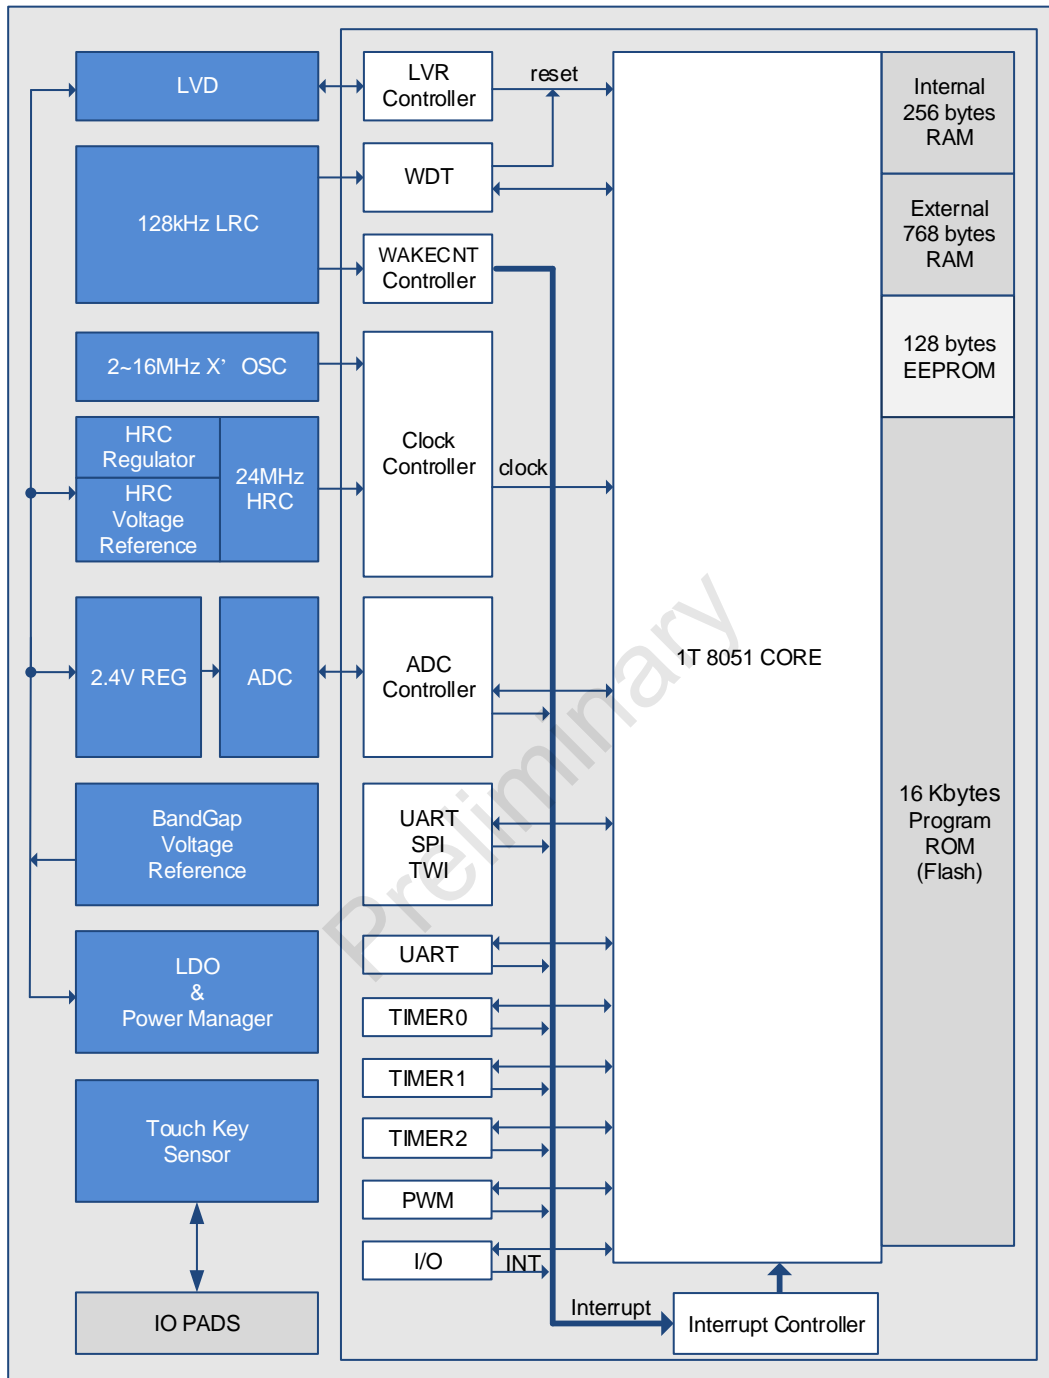 LVD
LVR
Controller
reset
Internal
256 bytes
RAM
128kHz LRC
WDT
External
768 bytes
RAM
WAKECNT
Controller
2~16MHz X’ OSC
128 bytes
EEPROM
HRC
Regulator
HRC
Voltage
Reference
24MHz
HRC
Clock
Controller
clock
2.4V REG
ADC
ADC
Controller
1T 8051 CORE
Preliminary
BandGap
Voltage
Reference
UART
SPI
TWI
16 Kbytes
Program
ROM
(Flash)
LDO
&
Power Manager
UART
TIMER0
TIMER1
Touch Key
Sensor
TIMER2
PWM
I/O
INT
IO PADS
Interrupt
Interrupt Controller